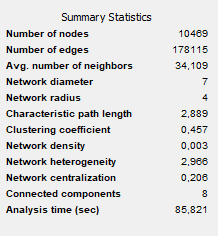 Summary Statistics
Number of nodes 10469
Number of edges 178115
Avg. number of neighbors 34,109
Network diameter 7
Network radius 4
Characteristic path length 2,889
Clustering coefficient 0,457
Network density 0,003
Network heterogeneity 2,966
Network centralization 0,206
Connected components 8
Analysis time (sec) 85,821